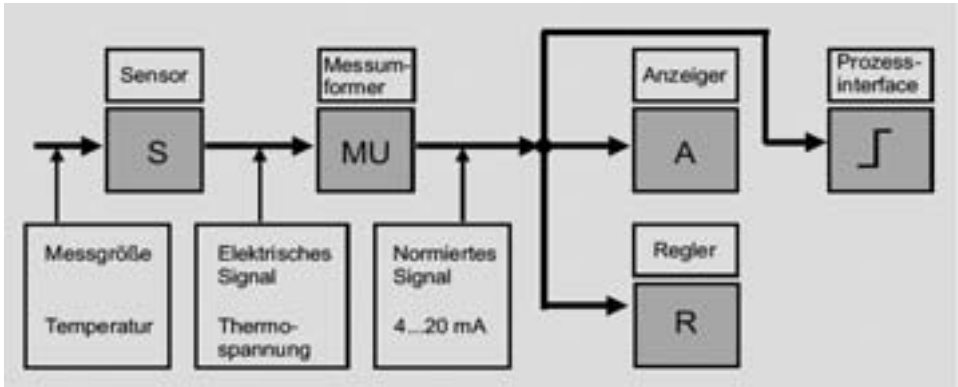 Sensor
Messum-
former
Anzeiger
Prozess-
interface
S
MU
A
Messgröße
Temperatur
Elektrisches
Signal
Thermo-
spannung
Normiertes
Signal
4...20 mA
Regler
R